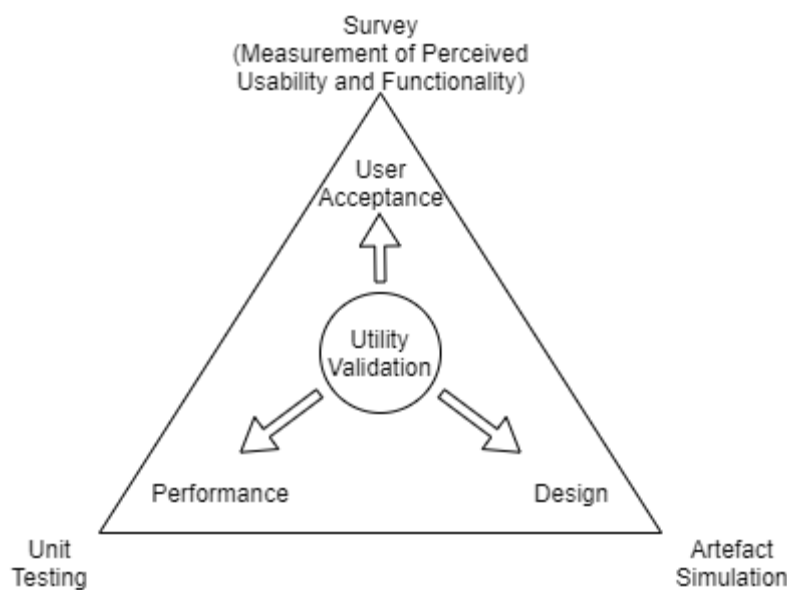 Survey
(Measurement of Perceived
Usability and Functionality)
User
Acceptance
Utility
Validation
Performance
Design
Unit
Testing
Artefact
Simulation